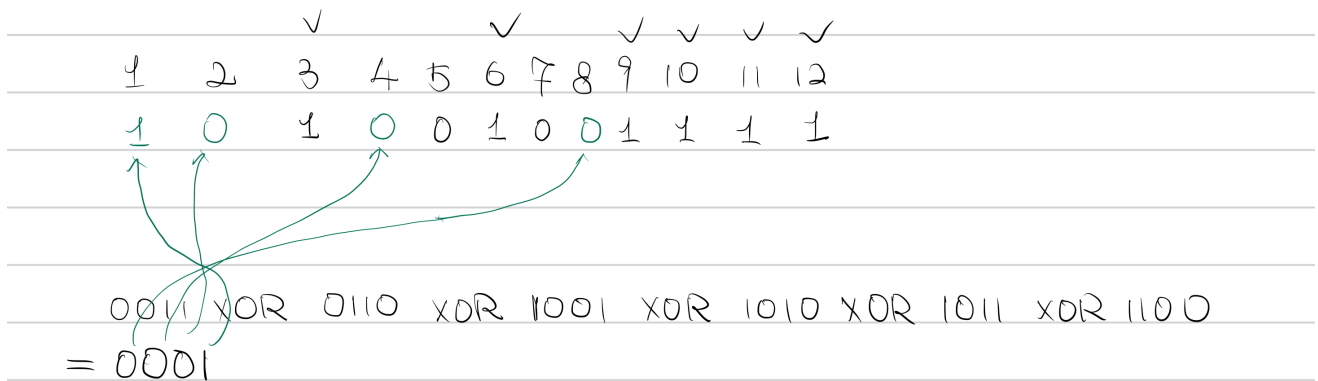 ✓ ✓ ✓ ✓ ✓ ✓
1 2 3 4 5 6 7 8 9 10 11 12
1 0 1 0 0 1 0 0 1 1 1 1
0011 XOR 0110 XOR 1001 XOR 1010 XOR 1011 XOR 1100
= 0001